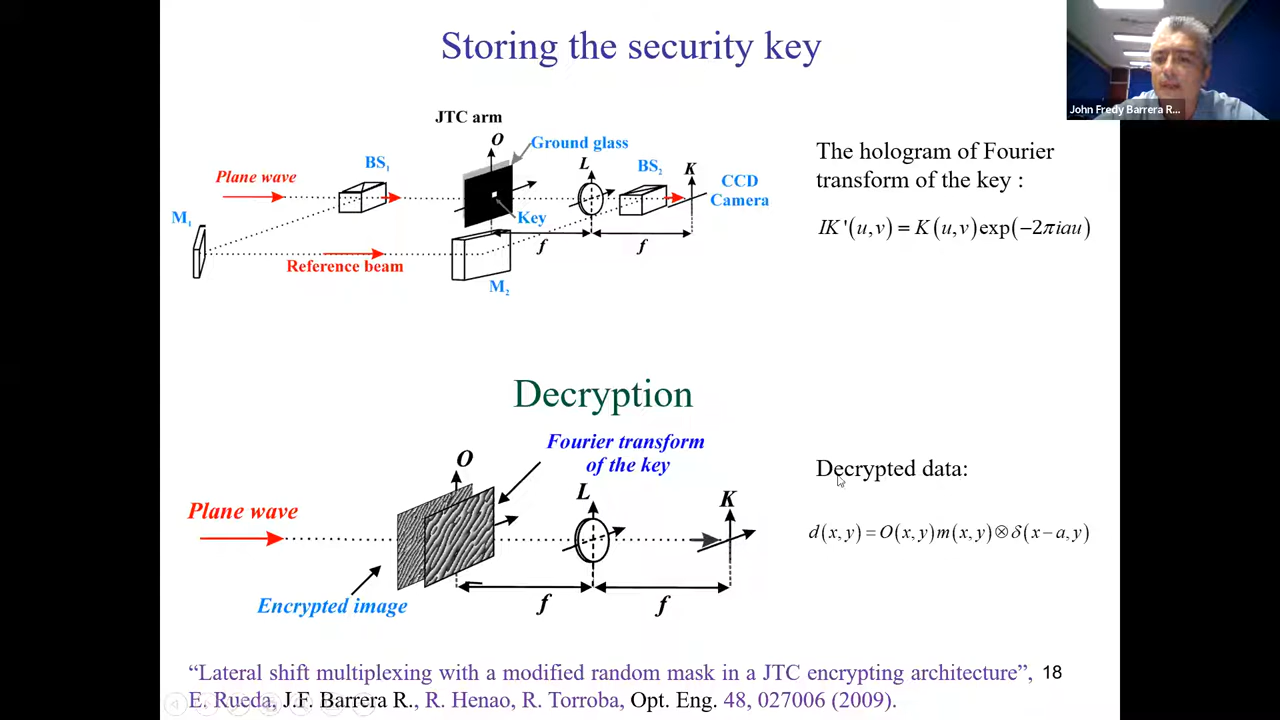 Storing the security key
John Fredy Barrera R...
JTC arm
O
Ground glass
BS₁
L
BS₂
K
Plane wave
CCD
Camera
M₁
Key
f
f
Reference beam
M₂
The hologram of Fourier
transform of the key :
IK'(u,v) = K(u,v)exp(−2πiau)
Decryption
Fourier transform
of the key
O
L
K
Plane wave
Encrypted image
f
f
Decrypted data:
d(x,y) = O(x,y)m(x,y)⊗δ(x−a,y)
“Lateral shift multiplexing with a modified random mask in a JTC encrypting architecture”, 18
E. Rueda, J.F. Barrera R., R. Henao, R. Torroba, Opt. Eng. 48, 027006 (2009).